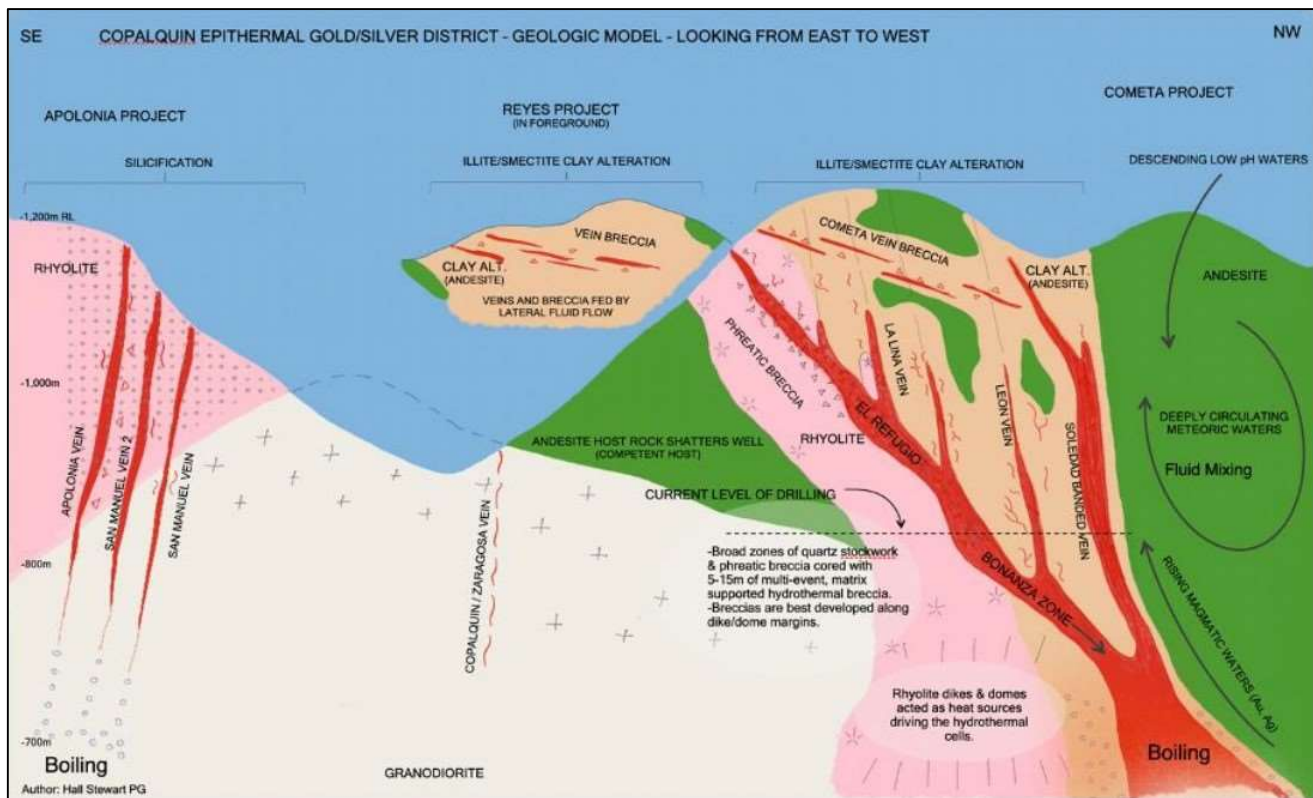 SE
COPALQUIN EPITHERMAL GOLD/SILVER DISTRICT - GEOLOGIC MODEL - LOOKING FROM EAST TO WEST
NW
APOLONIA PROJECT
REYES PROJECT
(IN FOREGROUND)
COMETA PROJECT
SILICIFICATION
ILLITE/SMECTITE CLAY ALTERATION
ILLITE/SMECTITE CLAY ALTERATION
DESCENDING LOW pH WATERS
-1,200m RL
RHYOLITE
VEIN BRECCIA
CLAY ALT.
(ANDESITE)
VEINS AND BRECCIA FED BY
LATERAL FLUID FLOW
COMETA VEIN BRECCIA
CLAY ALT.
(ANDESITE)
ANDESITE
PHREATIC BRECCIA
LA LINA VEIN
-1,000m
LEON VEIN
SOLEDAD BANDED VEIN
DEEPLY CIRCULATING
METEORIC WATERS
Fluid Mixing
APOLONIA VEIN
SAN MANUEL VEIN 2
SAN MANUEL VEIN
ANDESITE HOST ROCK SHATTERS WELL
(COMPETENT HOST)
RHYOLITE
EL REFUGIO
CURRENT LEVEL OF DRILLING
COPALQUIN / ZARAGOSA VEIN
-800m
-Broad zones of quartz stockwork
& phreatic breccia cored with
5-15m of multi-event, matrix
supported hydrothermal breccia.
-Breccias are best developed along
dike/dome margins.
BONANZA ZONE
RISING MAGMATIC WATERS (Au, Ag)
Rhyolite dikes & domes
acted as heat sources
driving the hydrothermal
cells.
-700m
Boiling
GRANODIORITE
Boiling
Author: Hall Stewart PG